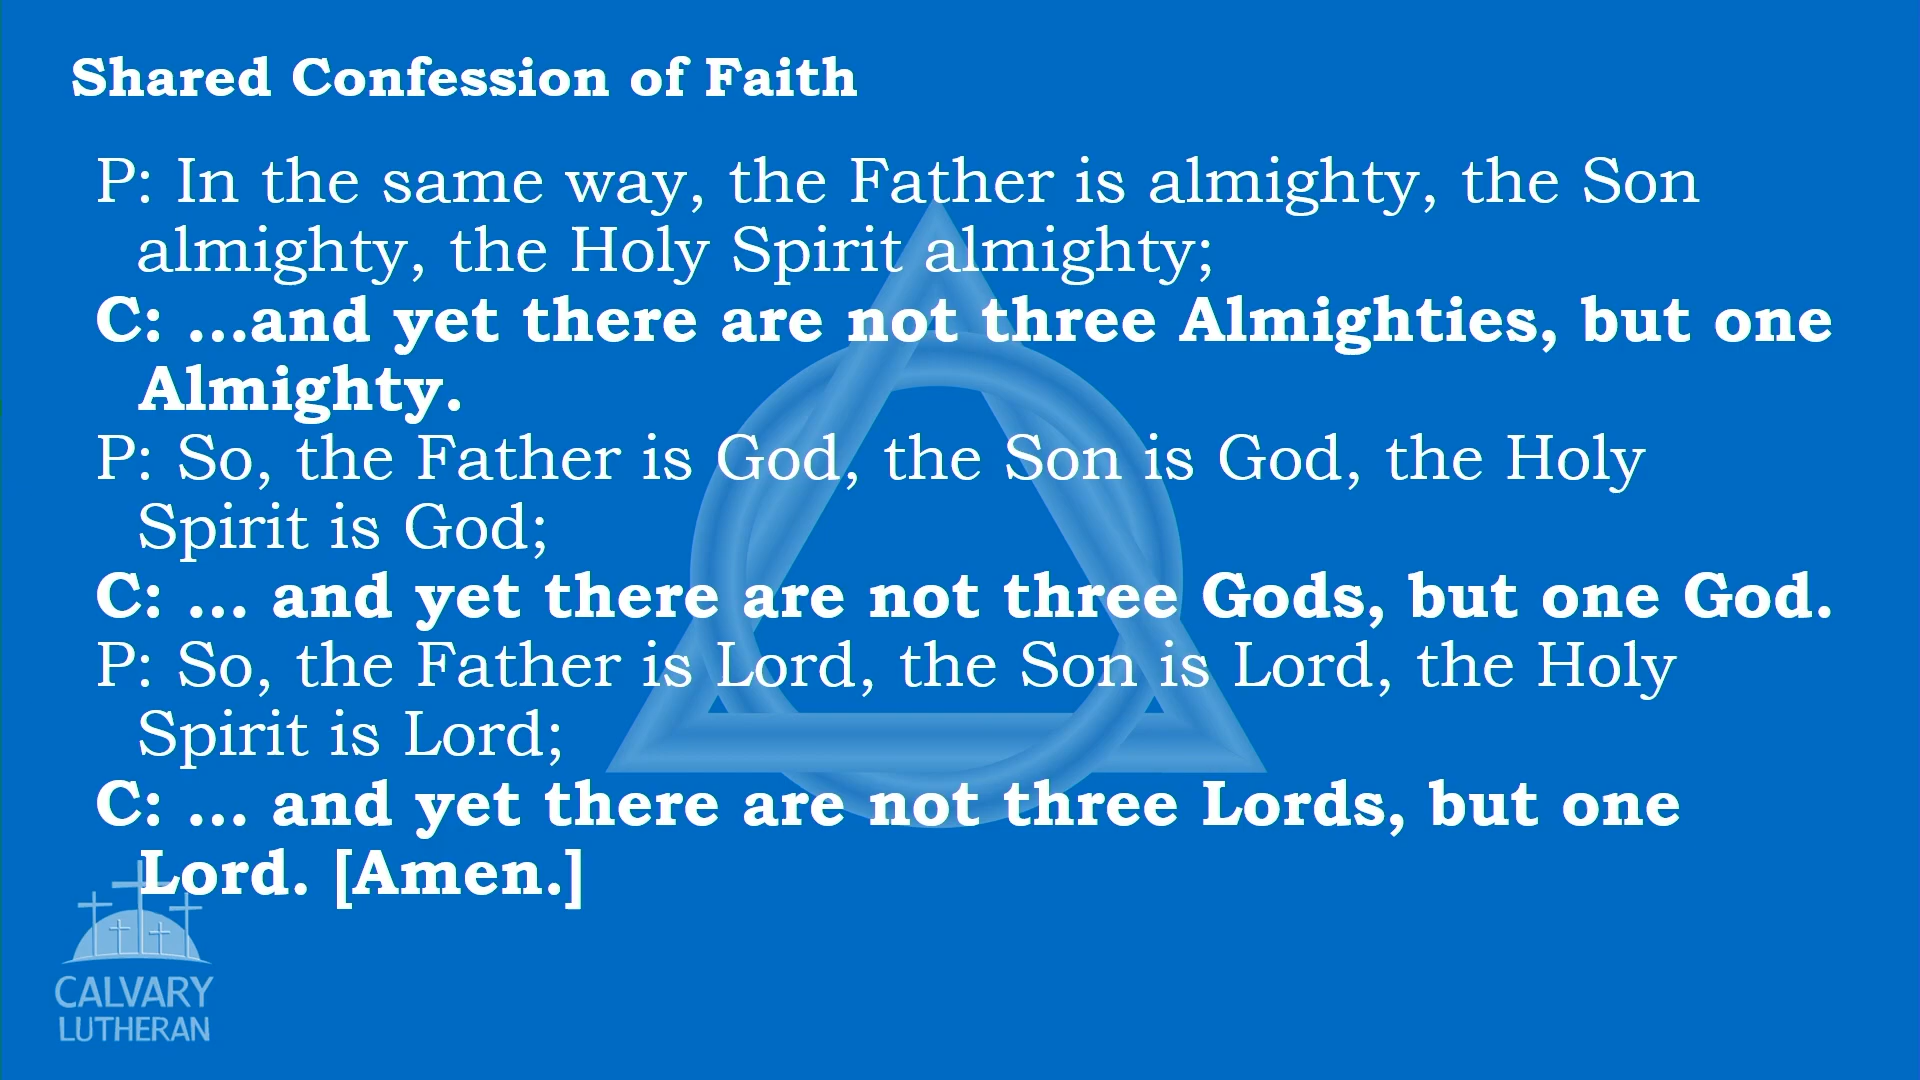 Shared Confession of Faith
P: In the same way, the Father is almighty, the Son
almighty, the Holy Spirit almighty;
C: ...and yet there are not three Almighties, but one
Almighty.
P: So, the Father is God, the Son is God, the Holy
Spirit is God;
C: ... and yet there are not three Gods, but one God.
P: So, the Father is Lord, the Son is Lord, the Holy
Spirit is Lord;
C: ... and yet there are not three Lords, but one
Lord. [Amen.]
CALVARY
LUTHERAN